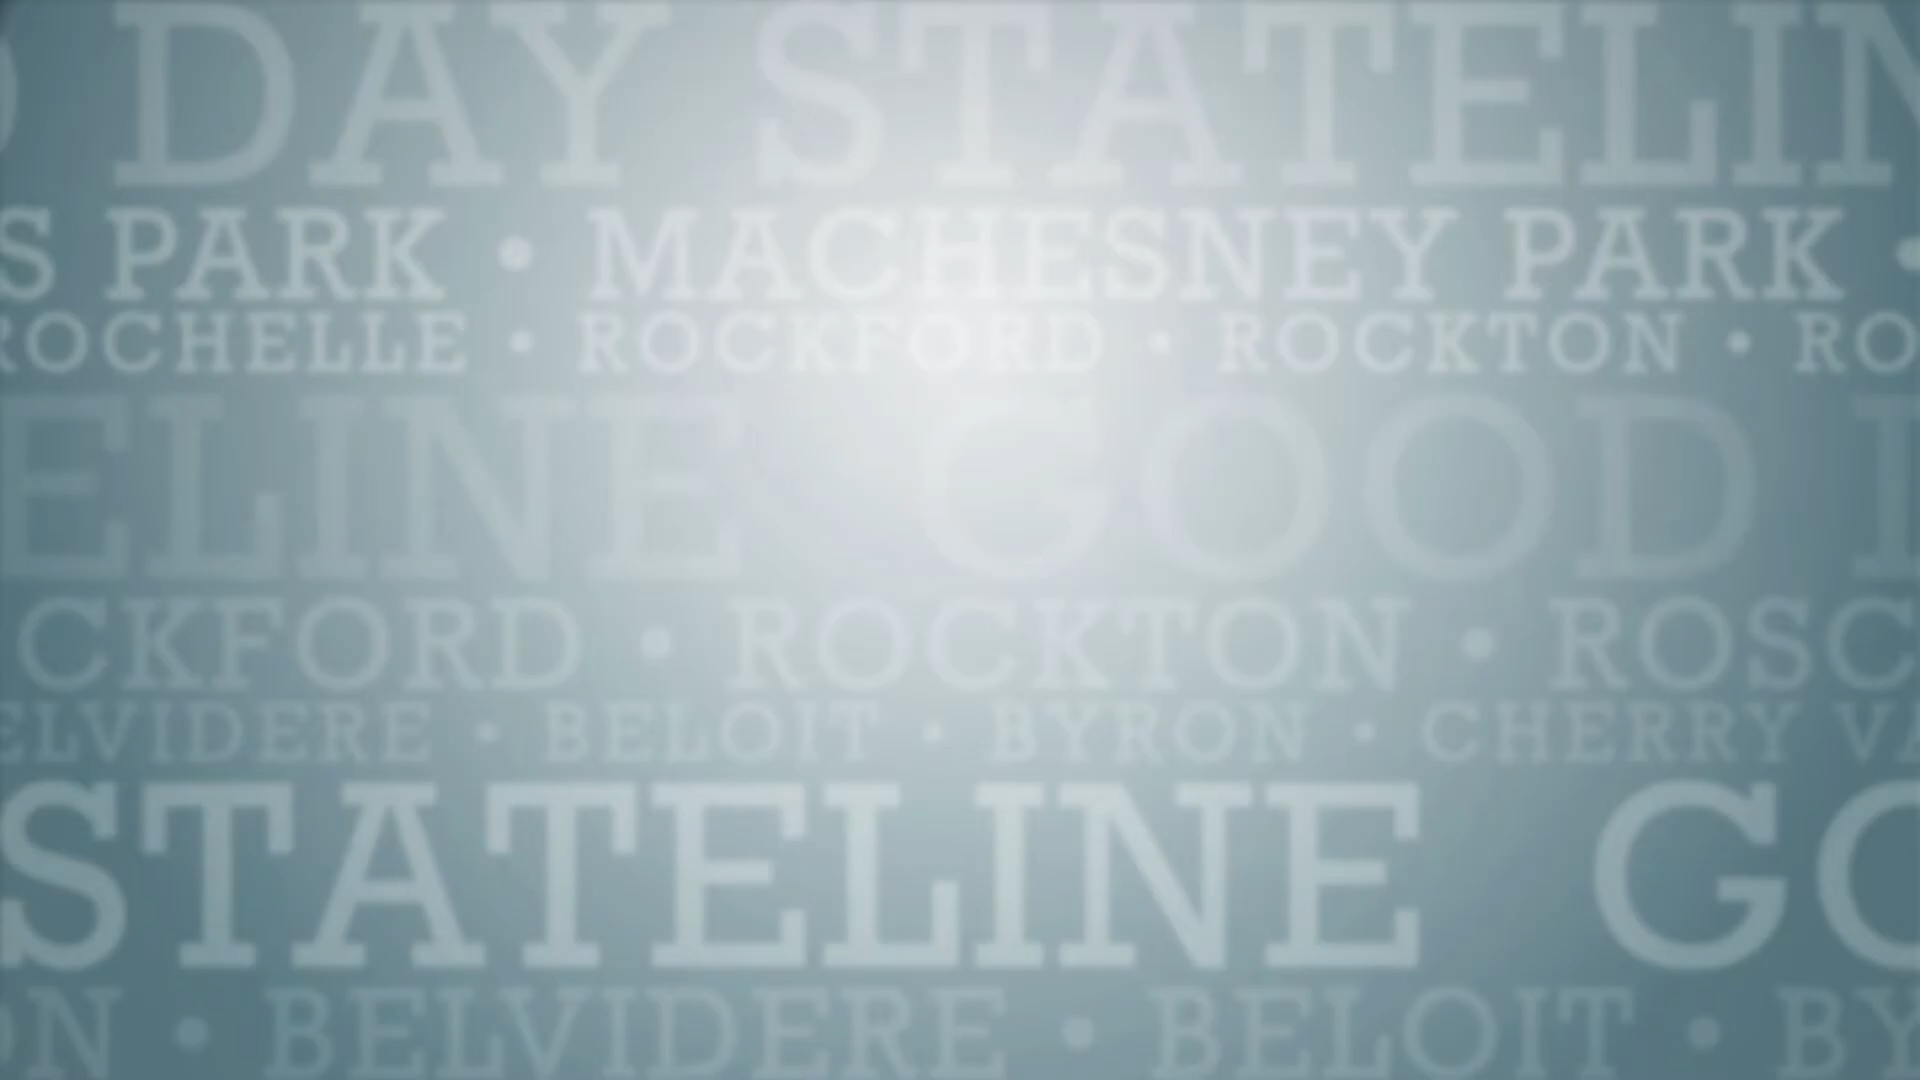 DAY STATELIN
S PARK • MACHESNEY PARK •
ROCHELLE • ROCKFORD • ROCKTON • RO
ELINE GOOD D
CKFORD • ROCKTON • ROSC
ELVIDERE • BELOIT • BYRON • CHERRY VA
STATELINE GO
ON • BELVIDERE • BELOIT • BY